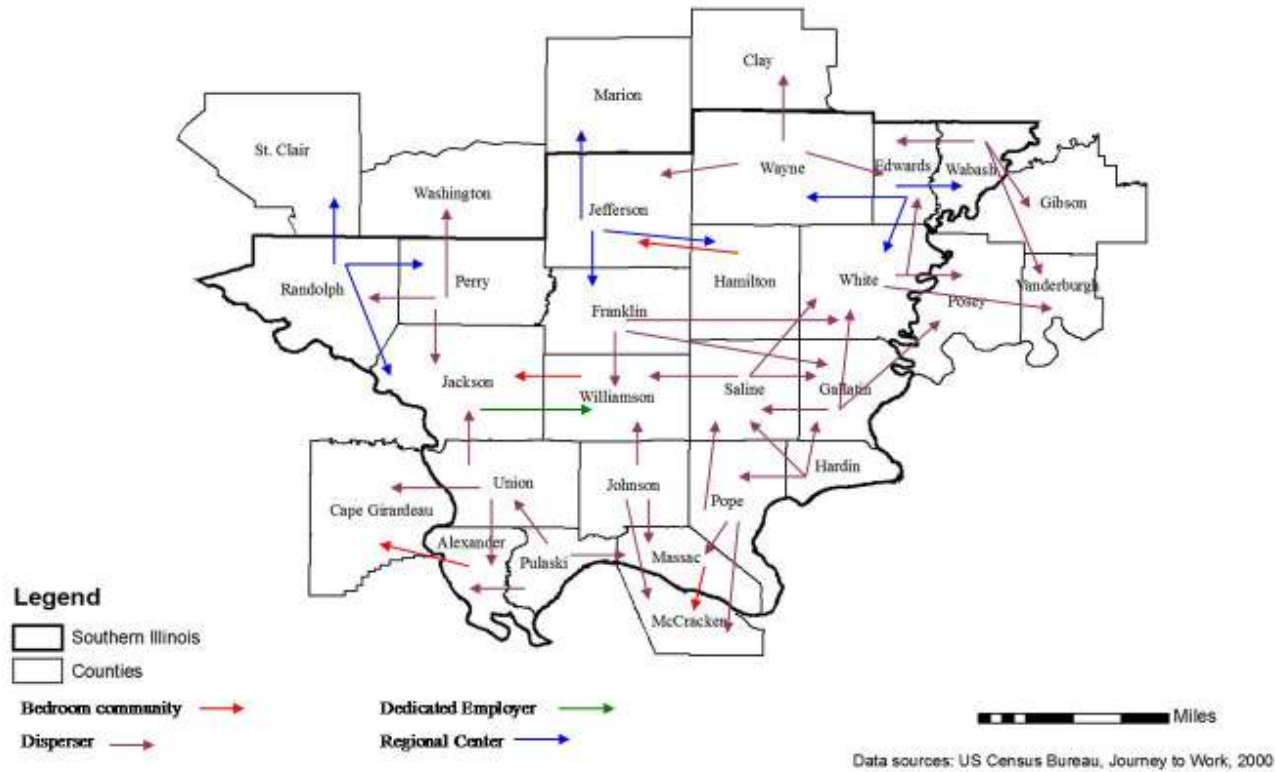 Clay
Marion
St. Clair
Wayne
Edwards
Wabash
Washington
Gibson
Jefferson
Randolph
Perry
Hamilton
White
Vanderburgh
Posey
Franklin
Jackson
Williamson
Saline
Gallatin
Hardin
Union
Johnson
Pope
Cape Girardeau
Alexander
Pulaski
Massac
McCracken
Legend
Southern Illinois
Counties
Bedroom community
Dedicated Employer
Disperser
Regional Center
Miles
Data sources: US Census Bureau, Journey to Work, 2000